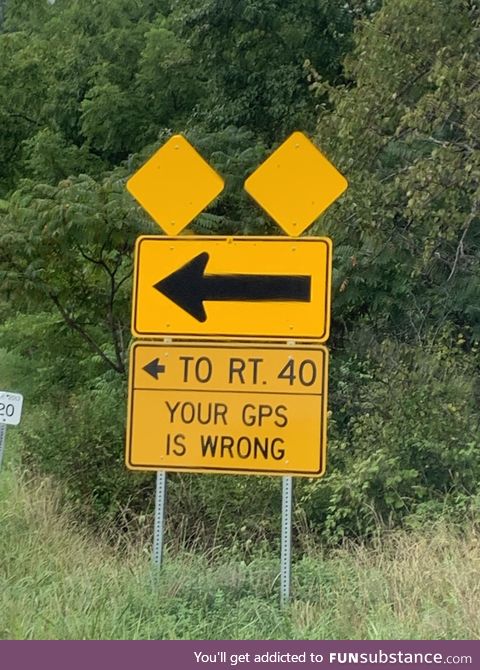 TO RT. 40
YOUR GPS
IS WRONG
20
You'll get addicted to FUNsubstance.com